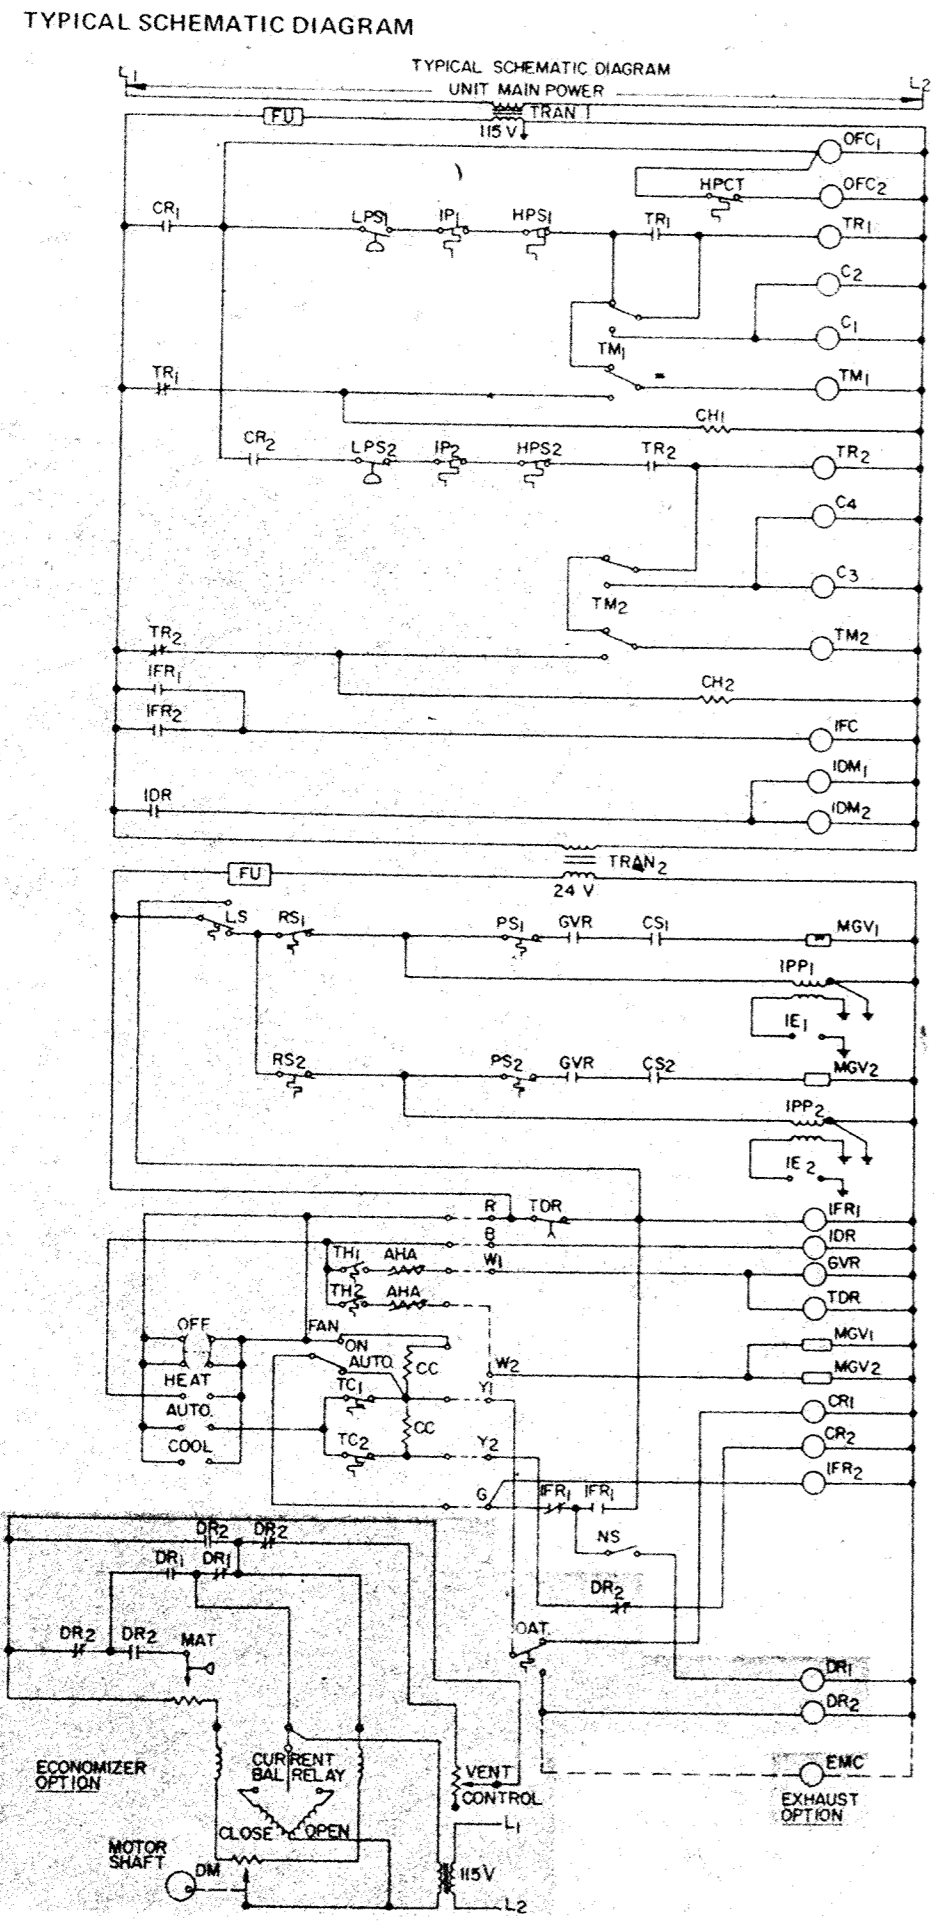 TYPICAL SCHEMATIC DIAGRAM
TYPICAL SCHEMATIC DIAGRAM
L1 UNIT MAIN POWER L2
FU TRAN 1
115 V
OFC1
HPCT OFC2
CR1 LPS1 IP1 HPS1 TR1 TR1
C2
C1
TM1
TR1 TM1
CH1
CR2 LPS2 IP2 HPS2 TR2 TR2
C4
C3
TM2
TR2 TM2
IFR1 CH2
IFR2 IFC
IDM1
IDR IDM2
FU TRAN2
24 V
LS RS1 PS1 GVR CS1 MGV1
IPP1
IE1
RS2 PS2 GVR CS2 MGV2
IPP2
IE2
R TDR IFR1
B IDR
TH1 AHA W1 GVR
TH2 AHA TDR
OFF FAN ON MGV1
AUTO. CC W2 MGV2
HEAT TC1 Y1 CR1
AUTO. CC
COOL TC2 Y2 CR2
IFR2
G IFR1 IFR1
DR2 DR2 NS
DR1 DR1 DR2
DR2 DR2 MAT OAT
DR1
DR2
ECONOMIZER OPTION
CURRENT BAL RELAY
VENT CONTROL
EMC
EXHAUST OPTION
CLOSE OPEN L1
MOTOR SHAFT
DM 115V
L2